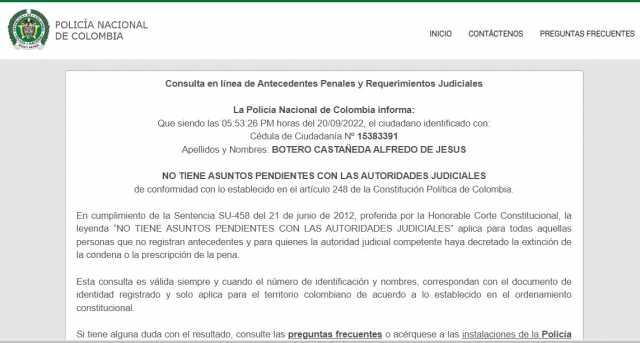 POLICÍA NACIONAL
DE COLOMBIA
INICIO CONTÁCTENOS PREGUNTAS FRECUENTES
Consulta en línea de Antecedentes Penales y Requerimientos Judiciales
La Policía Nacional de Colombia informa:
Que siendo las 05:53:26 PM horas del 20/09/2022, el ciudadano identificado con:
Cédula de Ciudadanía Nº 15383391
Apellidos y Nombres: BOTERO CASTAÑEDA ALFREDO DE JESUS
NO TIENE ASUNTOS PENDIENTES CON LAS AUTORIDADES JUDICIALES
de conformidad con lo establecido en el artículo 248 de la Constitución Política de Colombia.
En cumplimiento de la Sentencia SU-458 del 21 de junio de 2012, proferida por la Honorable Corte Constitucional, la
leyenda "NO TIENE ASUNTOS PENDIENTES CON LAS AUTORIDADES JUDICIALES" aplica para todas aquellas
personas que no registran antecedentes y para quienes la autoridad judicial competente haya decretado la extinción de
la condena o la prescripción de la pena.
Esta consulta es válida siempre y cuando el número de identificación y nombres, correspondan con el documento de
identidad registrado y solo aplica para el territorio colombiano de acuerdo a lo establecido en el ordenamiento
constitucional.
Si tiene alguna duda con el resultado, consulte las preguntas frecuentes o acérquese a las instalaciones de la Policía